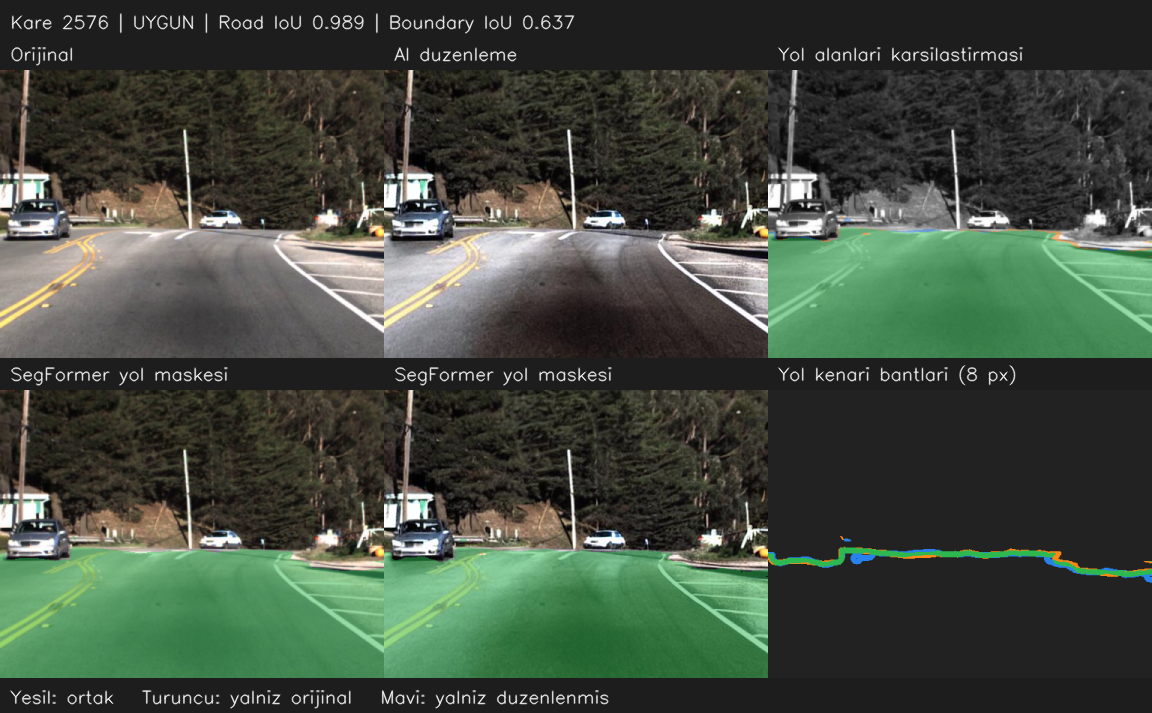 Kare 2576 | UYGUN | Road IoU 0.989 | Boundary IoU 0.637
Orijinal
AI duzenleme
Yol alanlari karsilastirmasi
SegFormer yol maskesi
SegFormer yol maskesi
Yol kenari bantlari (8 px)
Yesil: ortak Turuncu: yalniz orijinal Mavi: yalniz duzenlenmis